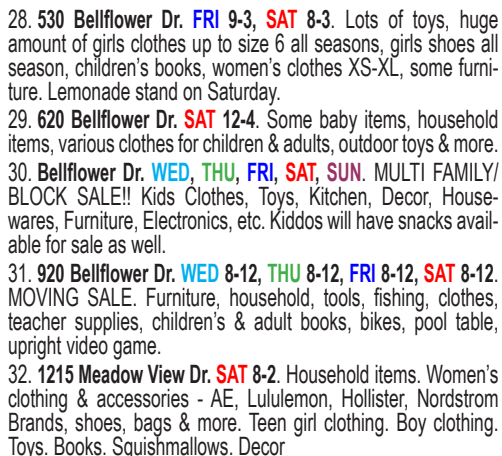 28. 530 Bellflower Dr. FRI 9-3, SAT 8-3. Lots of toys, huge
amount of girls clothes up to size 6 all seasons, girls shoes all
season, children's books, women's clothes XS-XL, some furni-
ture. Lemonade stand on Saturday.
29. 620 Bellflower Dr. SAT 12-4. Some baby items, household
items, various clothes for children & adults, outdoor toys & more.
30. Bellflower Dr. WED, THU, FRI, SAT, SUN. MULTI FAMILY/
BLOCK SALE!! Kids Clothes, Toys, Kitchen, Decor, House-
wares, Furniture, Electronics, etc. Kiddos will have snacks avail-
able for sale as well.
31. 920 Bellflower Dr. WED 8-12, THU 8-12, FRI 8-12, SAT 8-12.
MOVING SALE. Furniture, household, tools, fishing, clothes,
teacher supplies, children's & adult books, bikes, pool table,
upright video game.
32. 1215 Meadow View Dr. SAT 8-2. Household items. Women's
clothing & accessories - AE, Lululemon, Hollister, Nordstrom
Brands, shoes, bags & more. Teen girl clothing. Boy clothing.
Toys. Books. Squishmallows. Decor